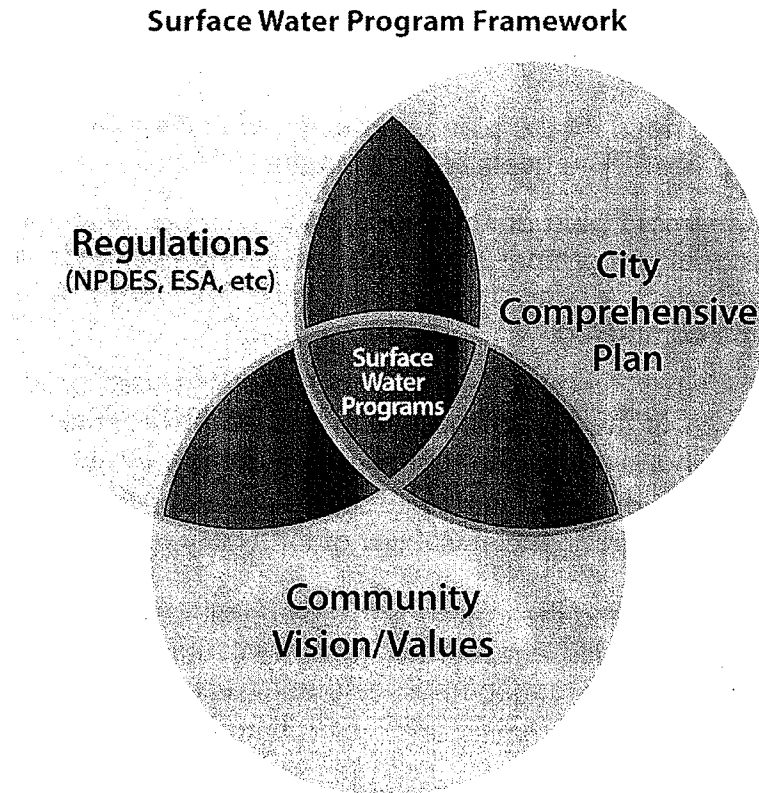 Surface Water Program Framework
Regulations
(NPDES, ESA, etc)
City
Comprehensive
Plan
Surface
Water
Programs
Community
Vision/Values